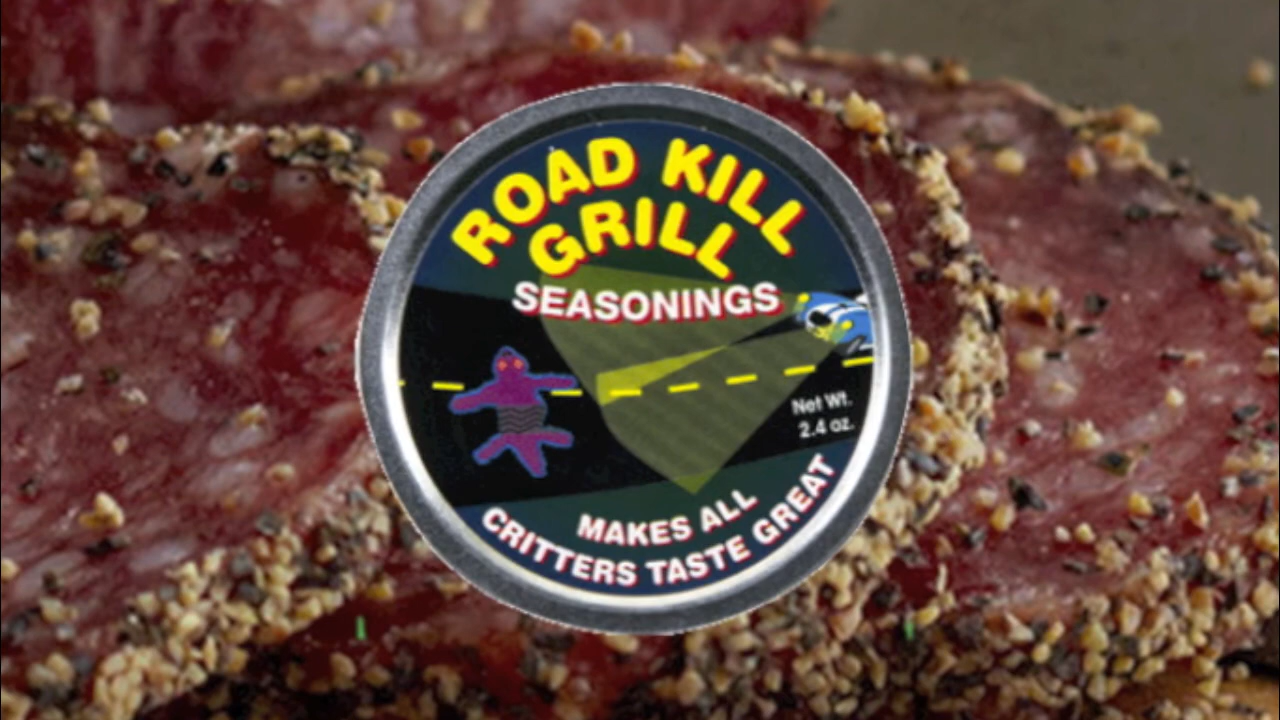 ROAD KILL
GRILL
SEASONINGS
Net Wt.
2.4 oz.
MAKES ALL
CRITTERS TASTE GREAT